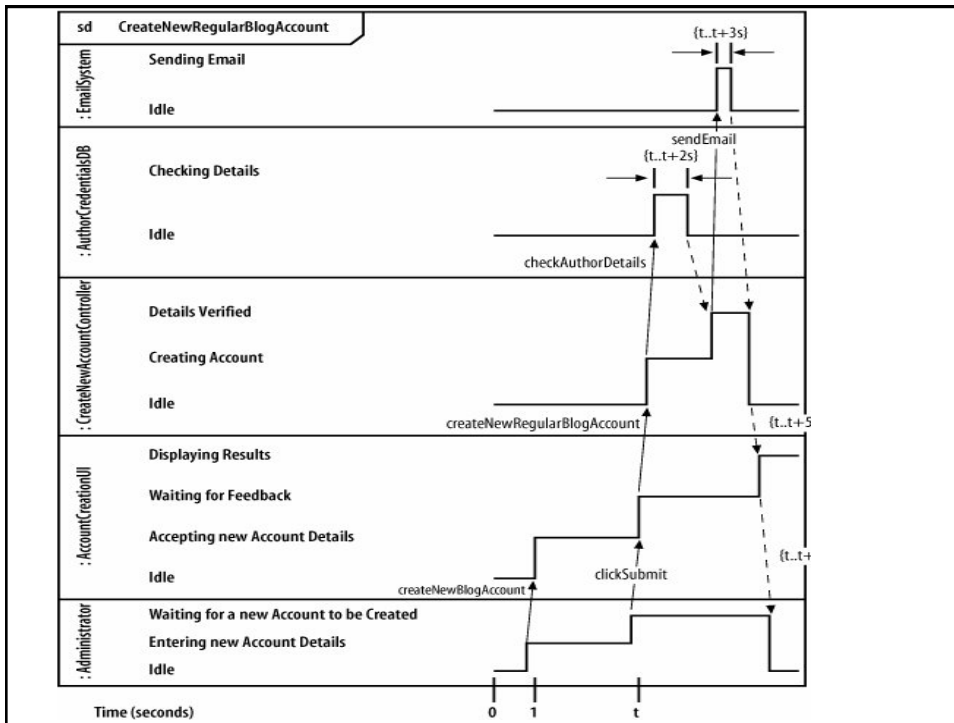 sd CreateNewRegularBlogAccount
{t..t+3s}
: EmailSystem
Sending Email
Idle
sendEmail
: AuthorCredentialsDB
{t..t+2s}
Checking Details
Idle
checkAuthorDetails
: CreateNewAccountController
Details Verified
Creating Account
Idle
createNewRegularBlogAccount
{t..t+5
: AccountCreationUI
Displaying Results
Waiting for Feedback
Accepting new Account Details
{t..t+
Idle
clickSubmit
createNewBlogAccount
: Administrator
Waiting for a new Account to be Created
Entering new Account Details
Idle
Time (seconds) 0 1 t